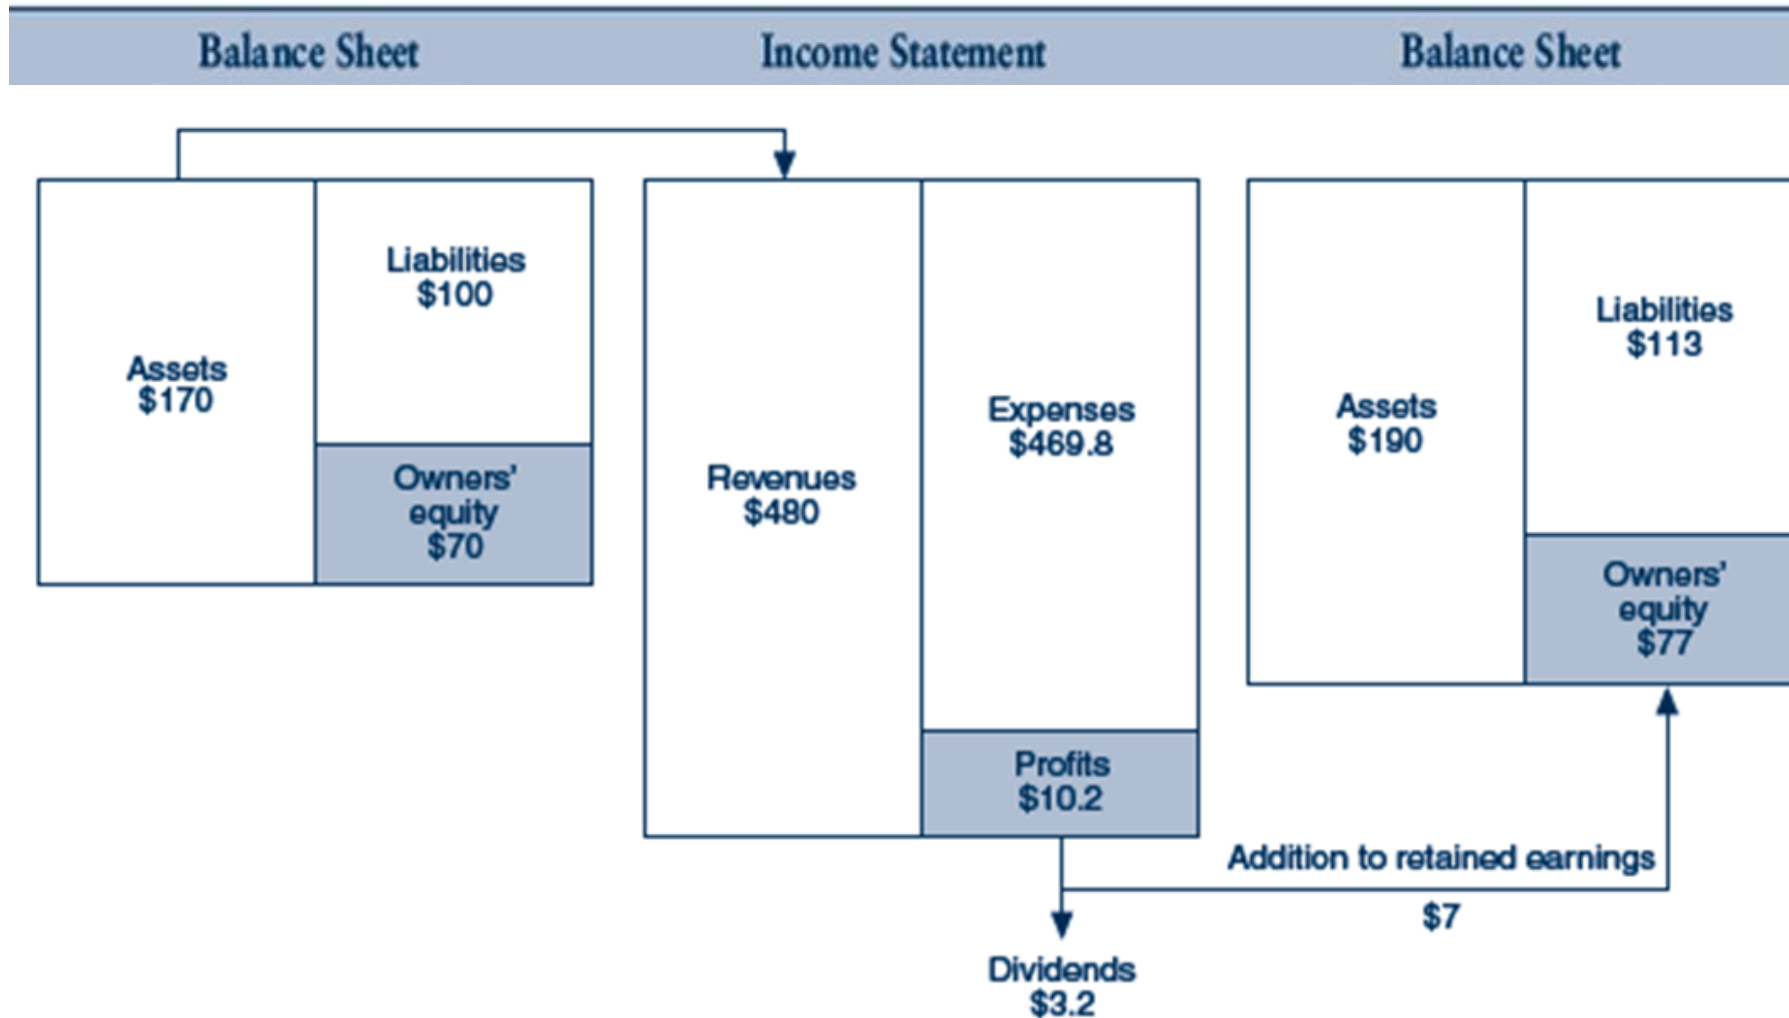 Balance Sheet
Income Statement
Balance Sheet
Assets
$170
Liabilities
$100
Owners'
equity
$70
Revenues
$480
Expenses
$469.8
Profits
$10.2
Dividends
$3.2
Addition to retained earnings
$7
Assets
$190
Liabilities
$113
Owners'
equity
$77